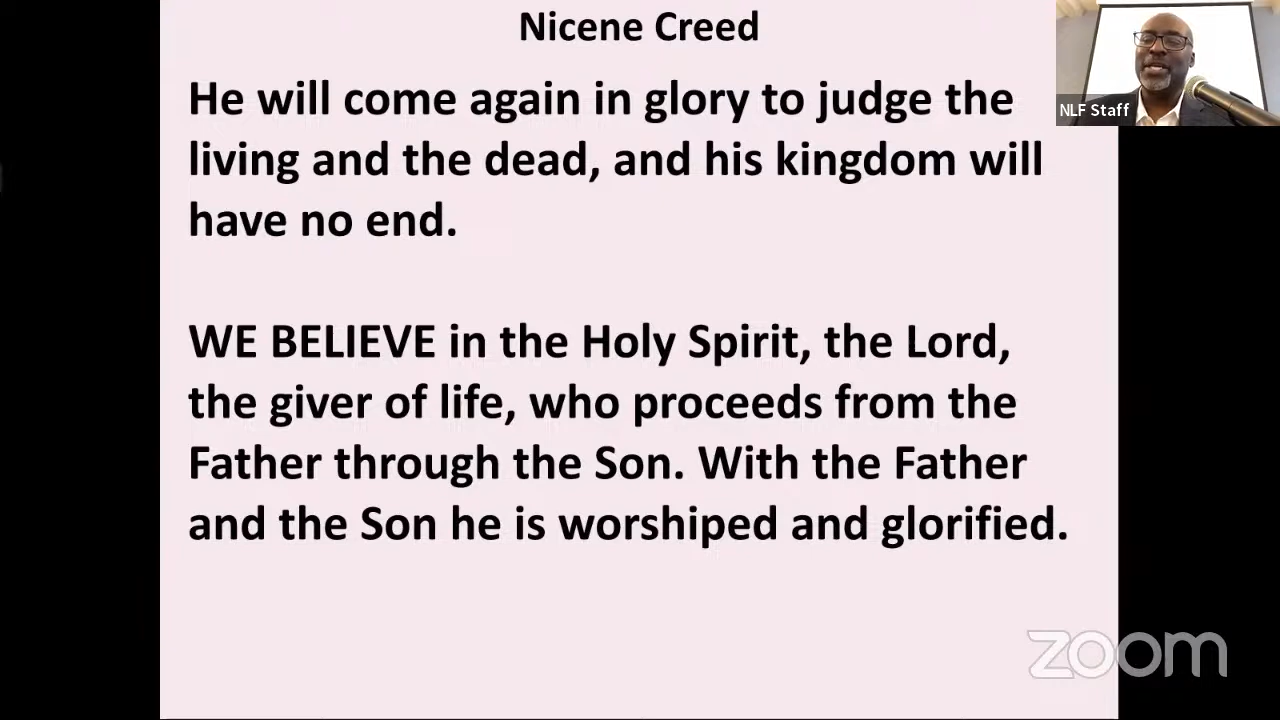 Nicene Creed
He will come again in glory to judge the
living and the dead, and his kingdom will
have no end.
WE BELIEVE in the Holy Spirit, the Lord,
the giver of life, who proceeds from the
Father through the Son. With the Father
and the Son he is worshiped and glorified.
NLF Staff
zoom